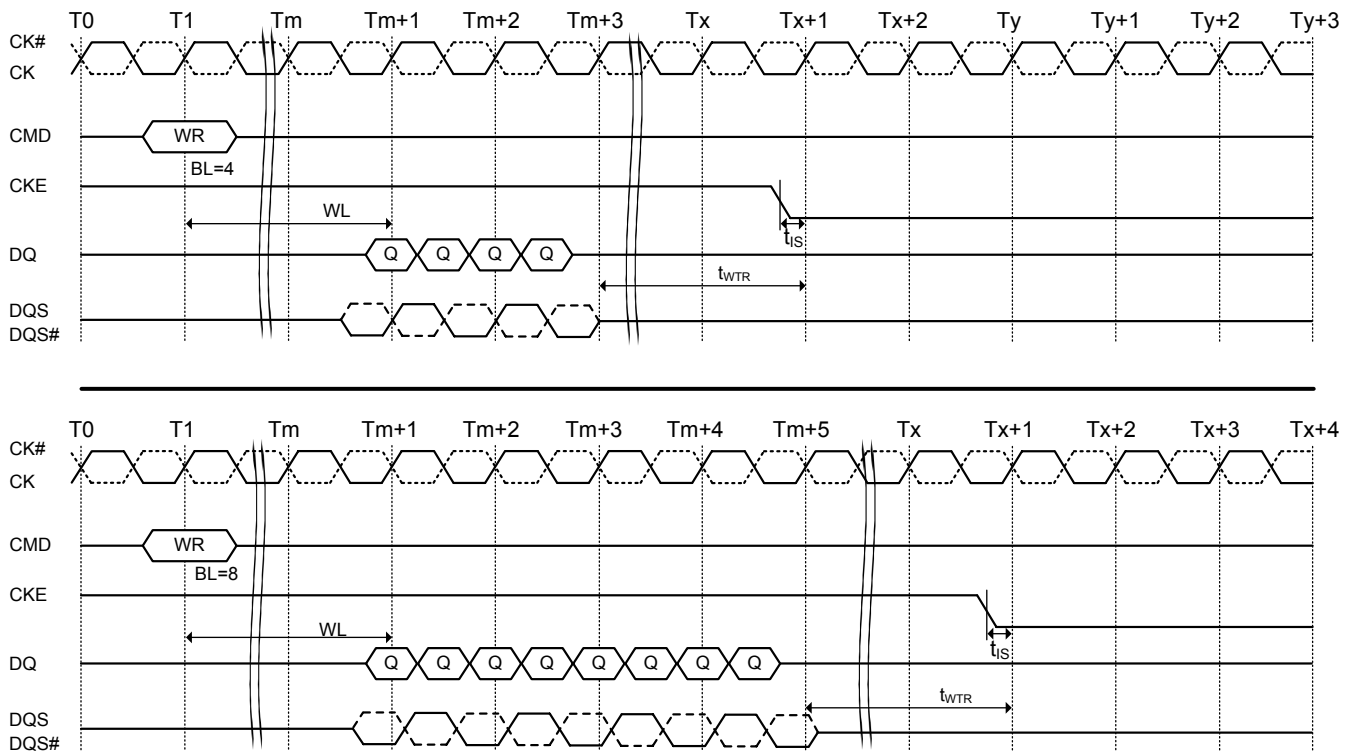 T0 T1 Tm Tm+1 Tm+2 Tm+3 Tx Tx+1 Tx+2 Ty Ty+1 Ty+2 Ty+3
CK#
CK
CMD WR
BL=4
CKE
WL
tIS
DQ Q Q Q Q
tWTR
DQS
DQS#
T0 T1 Tm Tm+1 Tm+2 Tm+3 Tm+4 Tm+5 Tx Tx+1 Tx+2 Tx+3 Tx+4
CK#
CK
CMD WR
BL=8
CKE
WL
tIS
DQ Q Q Q Q Q Q Q Q
tWTR
DQS
DQS#